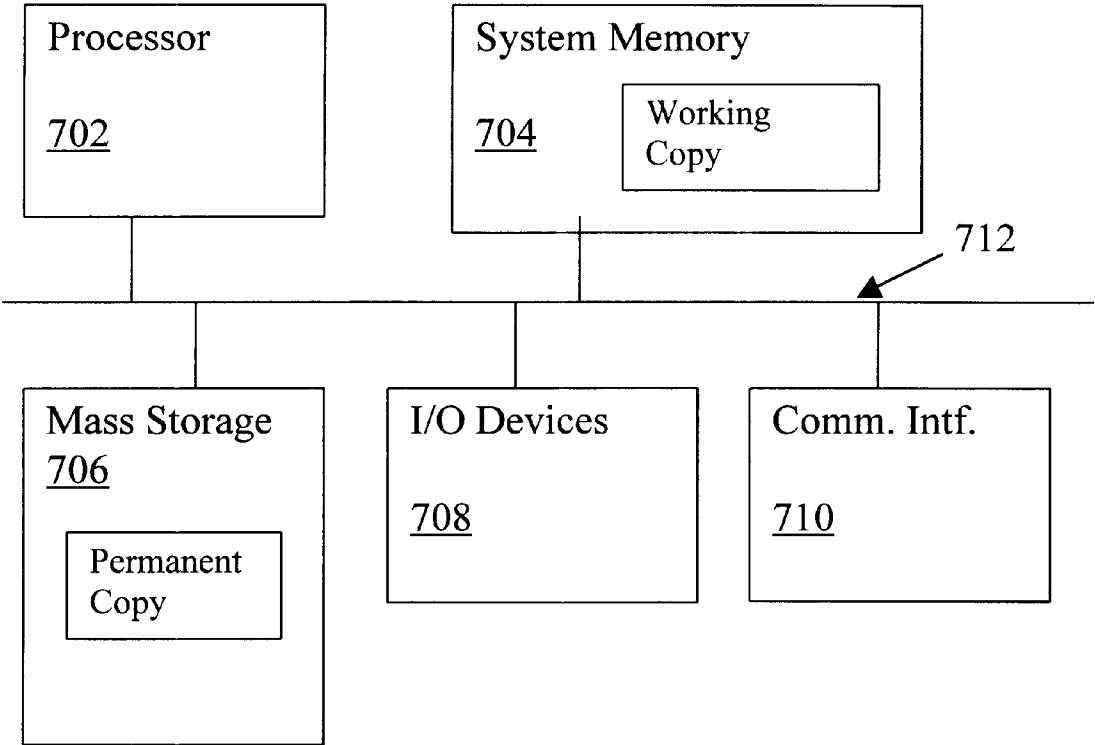 Processor
702
System Memory
704
Working
Copy
712
Mass Storage
706
Permanent
Copy
I/O Devices
708
Comm. Intf.
710